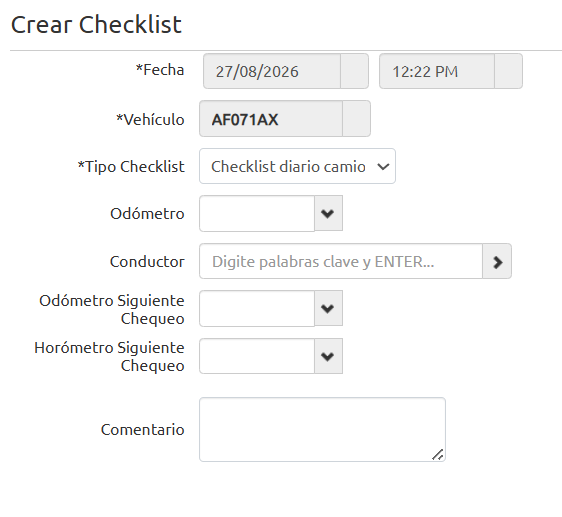 Crear Checklist
*Fecha 27/08/2026 12:22 PM
*Vehículo AF071AX
*Tipo Checklist Checklist diario camio
Odómetro
Conductor Digite palabras clave y ENTER...
Odómetro Siguiente
Chequeo
Horómetro Siguiente
Chequeo
Comentario